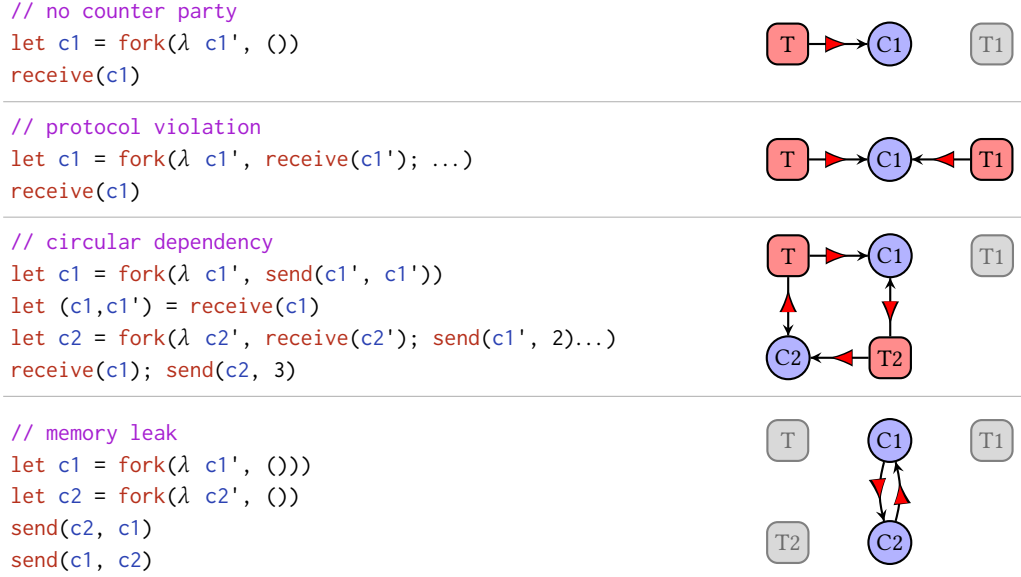 // no counter party
let c1 = fork(λ c1', ())
receive(c1)
T C1 T1
// protocol violation
let c1 = fork(λ c1', receive(c1'); ...)
receive(c1)
T C1 T1
// circular dependency
let c1 = fork(λ c1', send(c1', c1'))
let (c1,c1') = receive(c1)
let c2 = fork(λ c2', receive(c2'); send(c1', 2)...)
receive(c1); send(c2, 3)
T C1 T1
C2 T2
// memory leak
let c1 = fork(λ c1', ()))
let c2 = fork(λ c2', ())
send(c2, c1)
send(c1, c2)
T C1 T1
T2 C2